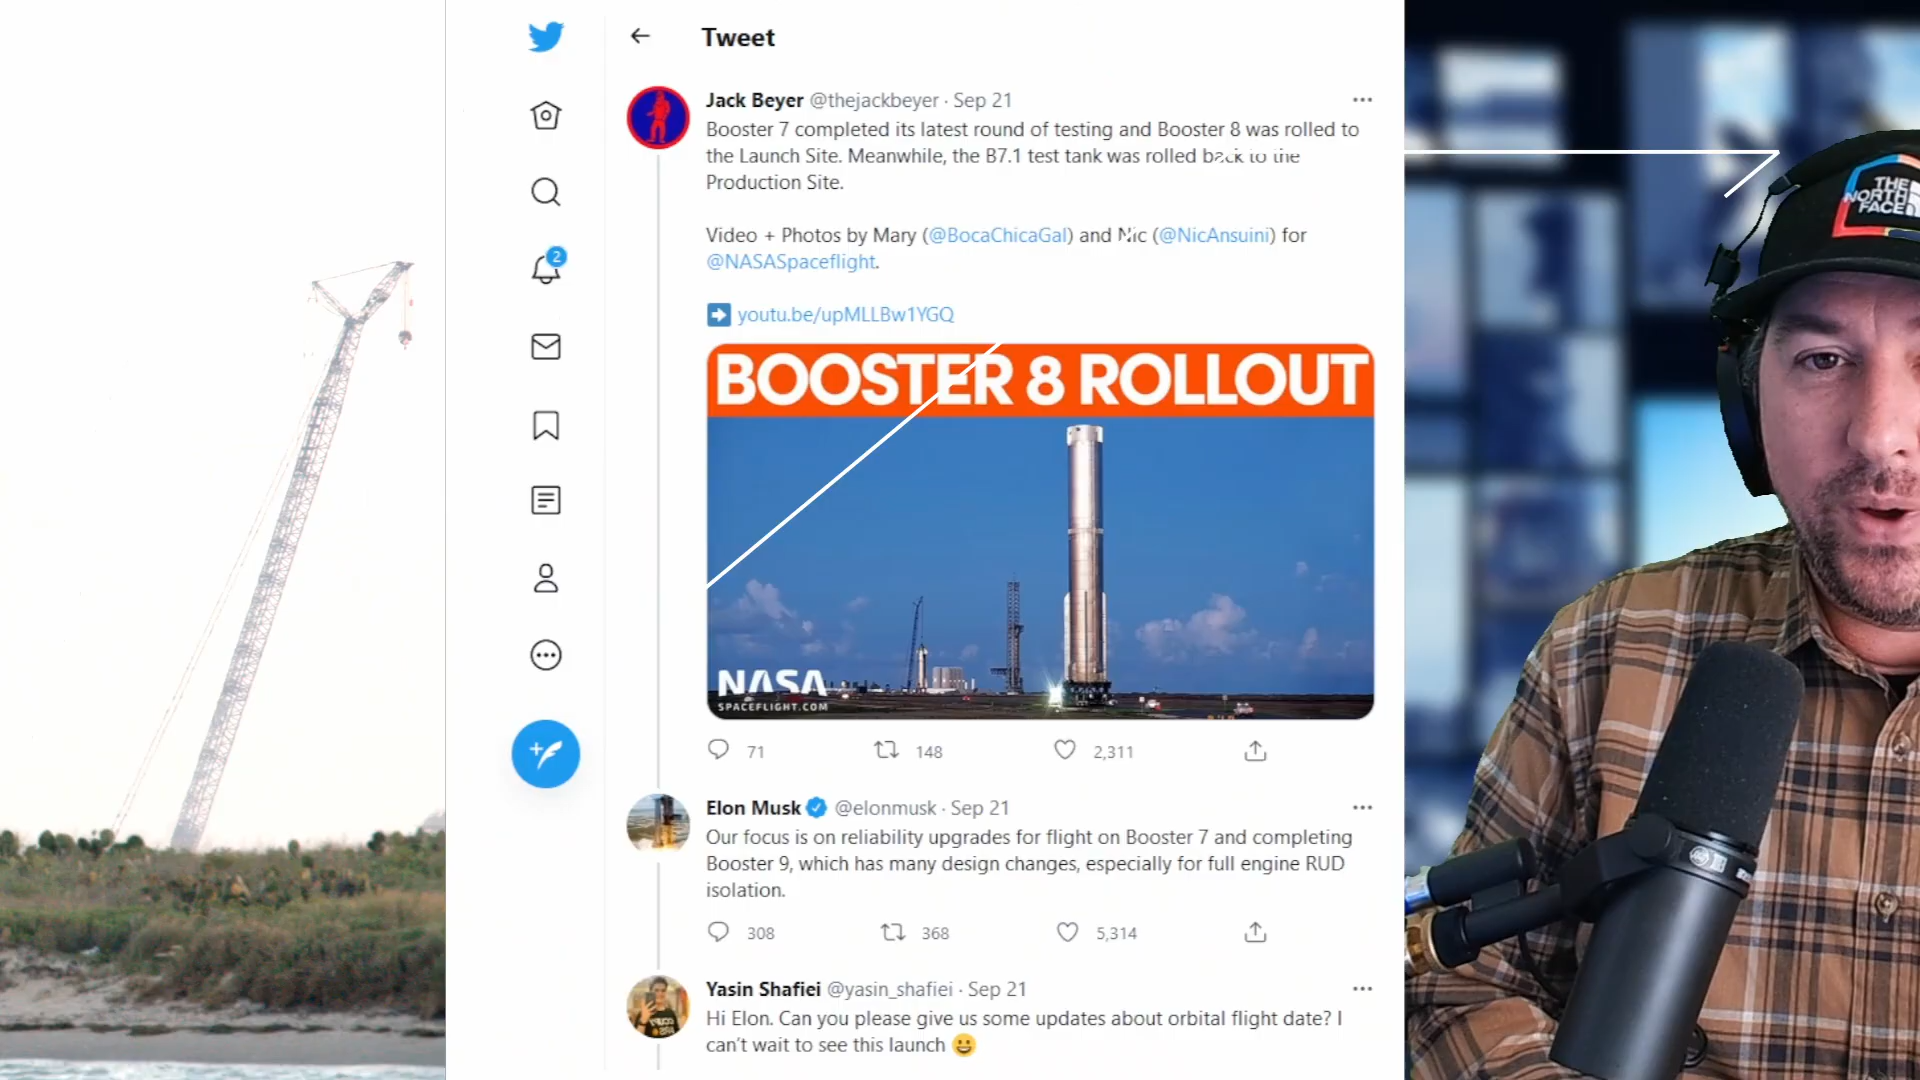 Tweet
Jack Beyer @thejackbeyer · Sep 21
Booster 7 completed its latest round of testing and Booster 8 was rolled to
the Launch Site. Meanwhile, the B7.1 test tank was rolled back to the
Production Site.
Video + Photos by Mary (@BocaChicaGal) and Nic (@NicAnsuini) for
@NASASpaceflight.
youtu.be/upMLLBw1YGQ
BOOSTER 8 ROLLOUT
NASA
SPACEFLIGHT.COM
71 148 2,311
Elon Musk @elonmusk · Sep 21
Our focus is on reliability upgrades for flight on Booster 7 and completing
Booster 9, which has many design changes, especially for full engine RUD
isolation.
308 368 5,314
Yasin Shafiei @yasin_shafiei · Sep 21
Hi Elon. Can you please give us some updates about orbital flight date? I
can't wait to see this launch 😀
2
THE
NORTH
FACE